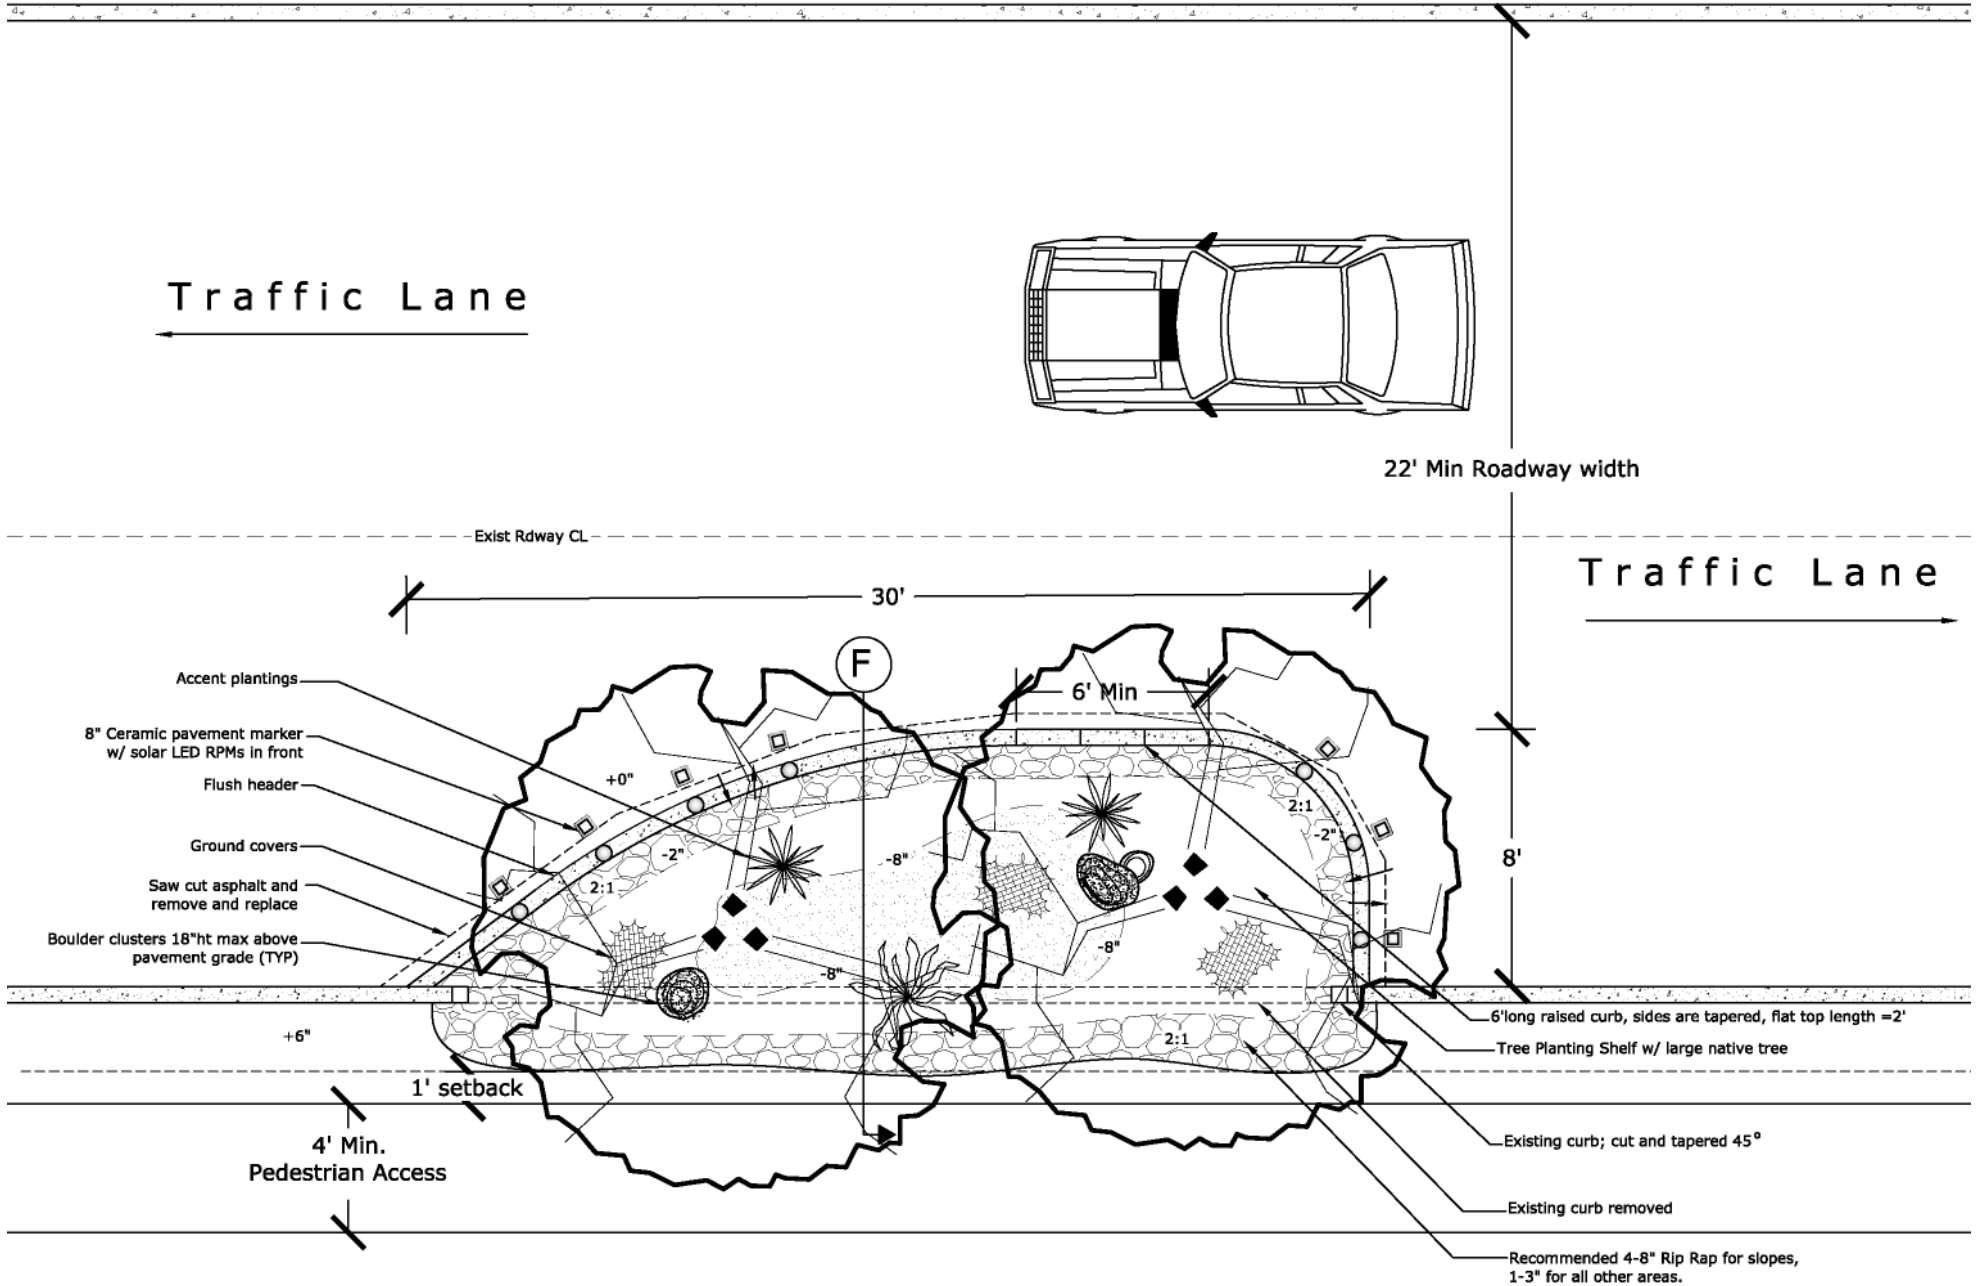 Traffic Lane
22' Min Roadway width
Exist Rdway CL
Traffic Lane
30'
F
6' Min
Accent plantings
8" Ceramic pavement marker
w/ solar LED RPMs in front
Flush header
Ground covers
Saw cut asphalt and
remove and replace
Boulder clusters 18"ht max above
pavement grade (TYP)
+0"
-2"
2:1
-8"
-8"
-8"
2:1
-2"
8'
2:1
+6"
1' setback
4' Min.
Pedestrian Access
6'long raised curb, sides are tapered, flat top length =2'
Tree Planting Shelf w/ large native tree
Existing curb; cut and tapered 45°
Existing curb removed
Recommended 4-8" Rip Rap for slopes,
1-3" for all other areas.